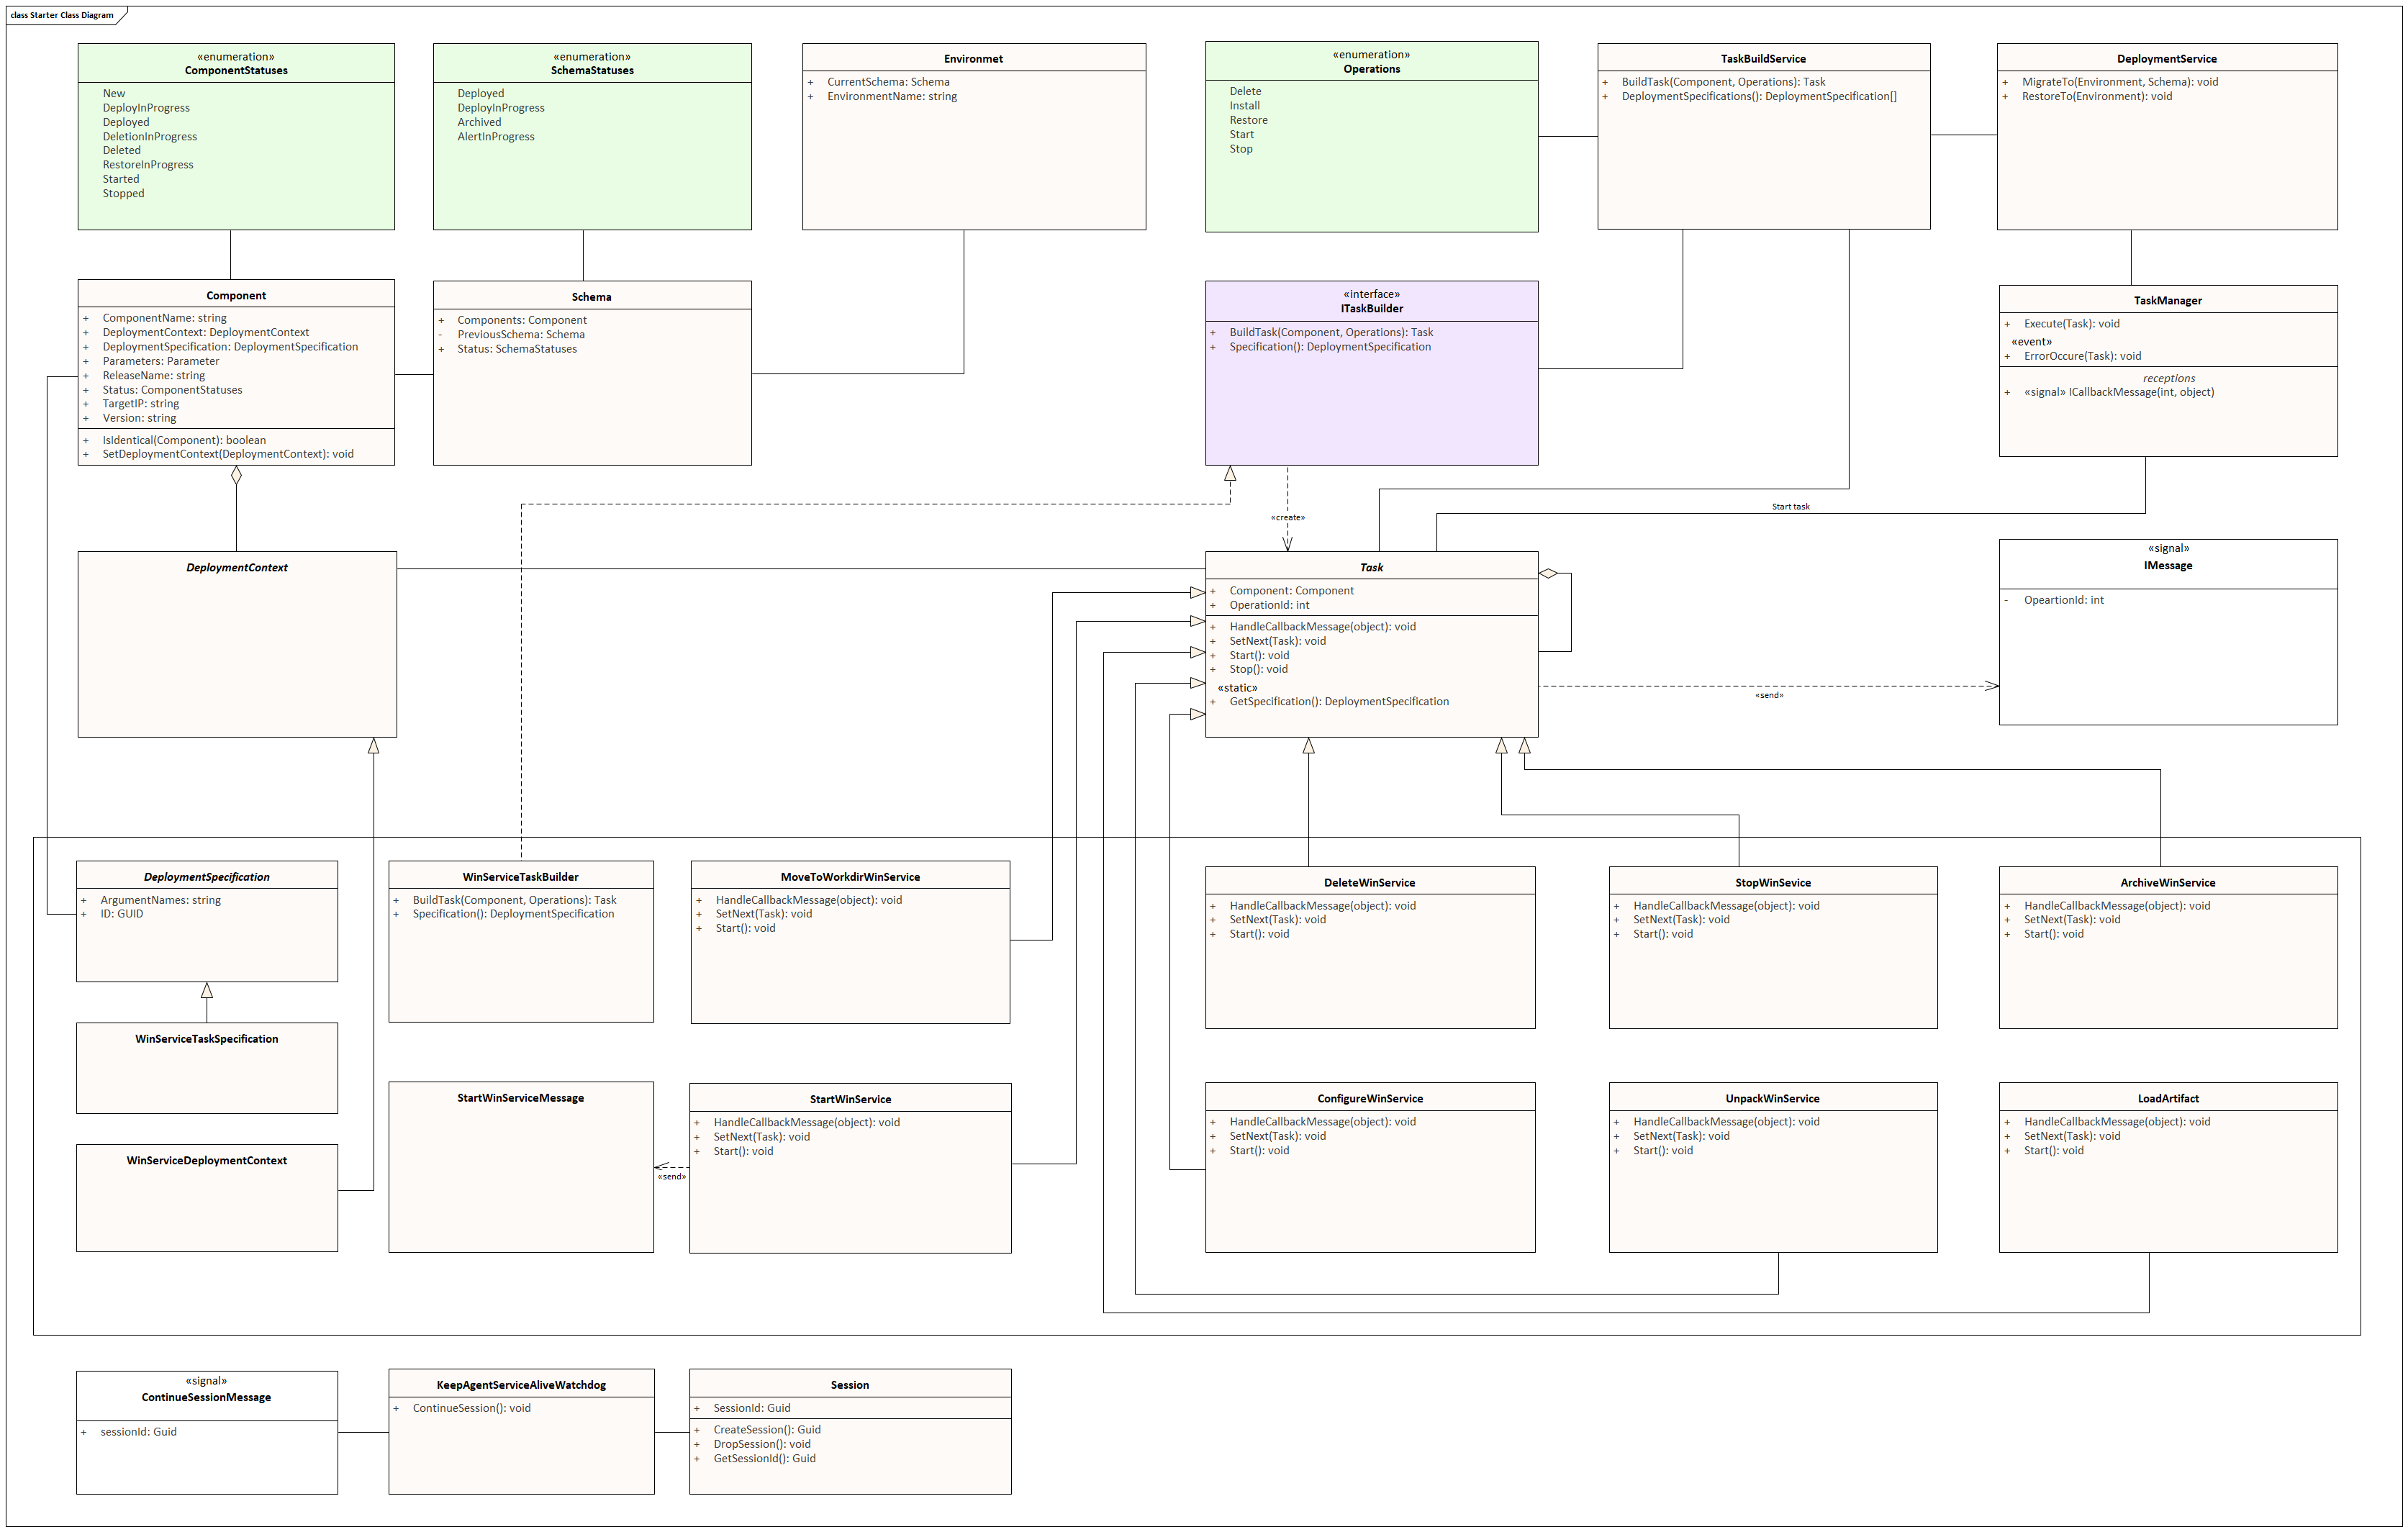 class Starter Class Diagram
«enumeration»
ComponentStatuses
New
DeployInProgress
Deployed
DeletionInProgress
Deleted
RestoreInProgress
Started
Stopped
«enumeration»
SchemaStatuses
Deployed
DeployInProgress
Archived
AlertInProgress
Environmet
+ CurrentSchema: Schema
+ EnvironmentName: string
«enumeration»
Operations
Delete
Install
Restore
Start
Stop
TaskBuildService
+ BuildTask(Component, Operations): Task
+ DeploymentSpecifications(): DeploymentSpecification[]
DeploymentService
+ MigrateTo(Environment, Schema): void
+ RestoreTo(Environment): void
Component
+ ComponentName: string
+ DeploymentContext: DeploymentContext
+ DeploymentSpecification: DeploymentSpecification
+ Parameters: Parameter
+ ReleaseName: string
+ Status: ComponentStatuses
+ TargetIP: string
+ Version: string
+ IsIdentical(Component): boolean
+ SetDeploymentContext(DeploymentContext): void
Schema
+ Components: Component
- PreviousSchema: Schema
+ Status: SchemaStatuses
«interface»
ITaskBuilder
+ BuildTask(Component, Operations): Task
+ Specification(): DeploymentSpecification
TaskManager
+ Execute(Task): void
«event»
+ ErrorOccure(Task): void
receptions
+ «signal» ICallbackMessage(int, object)
«create»
Start task
DeploymentContext
Task
+ Component: Component
+ OperationId: int
+ HandleCallbackMessage(object): void
+ SetNext(Task): void
+ Start(): void
+ Stop(): void
«static»
+ GetSpecification(): DeploymentSpecification
«send»
«signal»
IMessage
- OpeartionId: int
DeploymentSpecification
+ ArgumentNames: string
+ ID: GUID
WinServiceTaskBuilder
+ BuildTask(Component, Operations): Task
+ Specification(): DeploymentSpecification
MoveToWorkdirWinService
+ HandleCallbackMessage(object): void
+ SetNext(Task): void
+ Start(): void
DeleteWinService
+ HandleCallbackMessage(object): void
+ SetNext(Task): void
+ Start(): void
StopWinSevice
+ HandleCallbackMessage(object): void
+ SetNext(Task): void
+ Start(): void
ArchiveWinService
+ HandleCallbackMessage(object): void
+ SetNext(Task): void
+ Start(): void
WinServiceTaskSpecification
WinServiceDeploymentContext
StartWinServiceMessage
«send»
StartWinService
+ HandleCallbackMessage(object): void
+ SetNext(Task): void
+ Start(): void
ConfigureWinService
+ HandleCallbackMessage(object): void
+ SetNext(Task): void
+ Start(): void
UnpackWinService
+ HandleCallbackMessage(object): void
+ SetNext(Task): void
+ Start(): void
LoadArtifact
+ HandleCallbackMessage(object): void
+ SetNext(Task): void
+ Start(): void
«signal»
ContinueSessionMessage
+ sessionId: Guid
KeepAgentServiceAliveWatchdog
+ ContinueSession(): void
Session
+ SessionId: Guid
+ CreateSession(): Guid
+ DropSession(): void
+ GetSessionId(): Guid